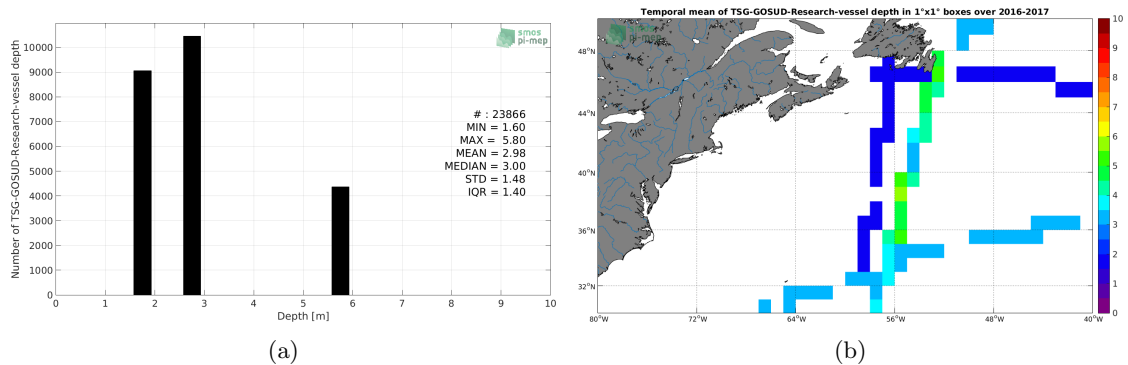 Number of TSG-GOSUD-Research-vessel depth
10000
9000
8000
7000
6000
5000
4000
3000
2000
1000
0
0 1 2 3 4 5 6 7 8 9 10
Depth [m]
smos
pi-mep
# : 23866
MIN = 1.60
MAX = 5.80
MEAN = 2.98
MEDIAN = 3.00
STD = 1.48
IQR = 1.40
(a)
Temporal mean of TSG-GOSUD-Research-vessel depth in 1°x1° boxes over 2016-2017
smos
pi-mep
48°N
44°N
40°N
36°N
32°N
80°W 72°W 64°W 56°W 48°W 40°W
10
9
8
7
6
5
4
3
2
1
0
(b)